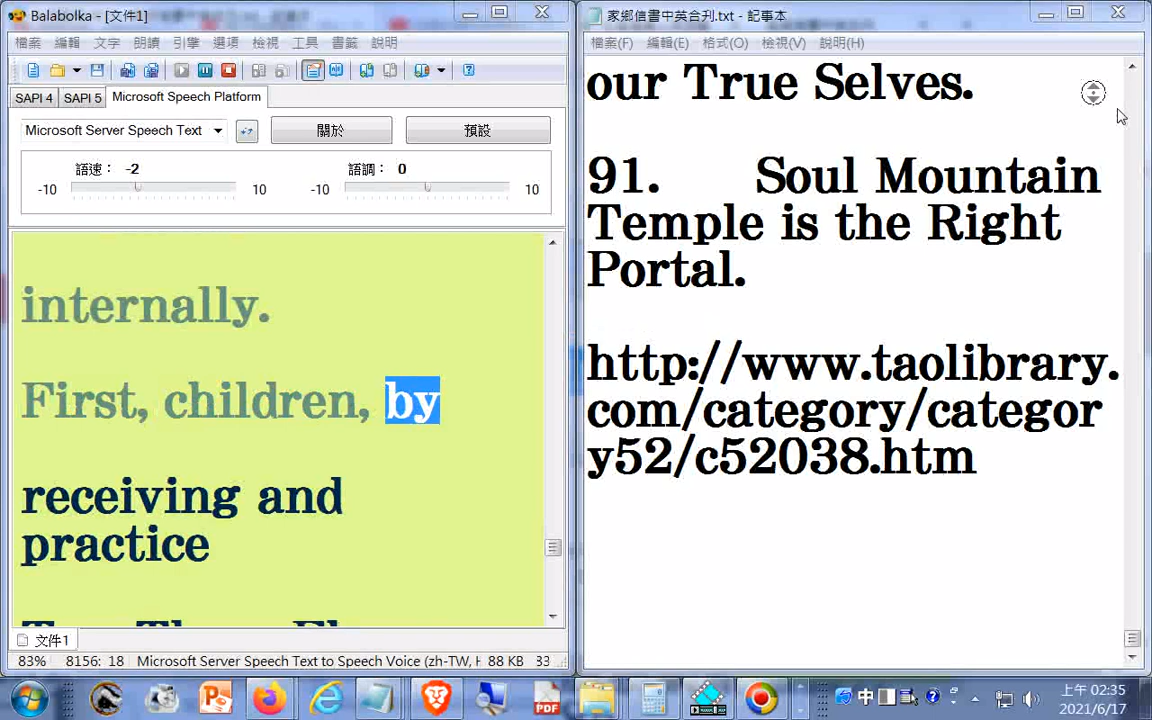 Balabolka - [文件1]
檔案 編輯 文字 朗讀 引擎 選項 檢視 工具 書籤 說明
SAPI 4 SAPI 5 Microsoft Speech Platform
Microsoft Server Speech Text 關於 預設
語速： -2 語調： 0
-10 10 -10 10
internally.
First, children, by
receiving and
practice
文件1
83% 8156: 18 Microsoft Server Speech Text to Speech Voice (zh-TW, H 88 KB 33
家鄉信書中英合刋.txt - 記事本
檔案(F) 編輯(E) 格式(O) 檢視(V) 說明(H)
our True Selves.
91. Soul Mountain
Temple is the Right
Portal.
http://www.taolibrary.
com/category/categor
y52/c52038.htm
PDF
中
上午 02:35
2021/6/17